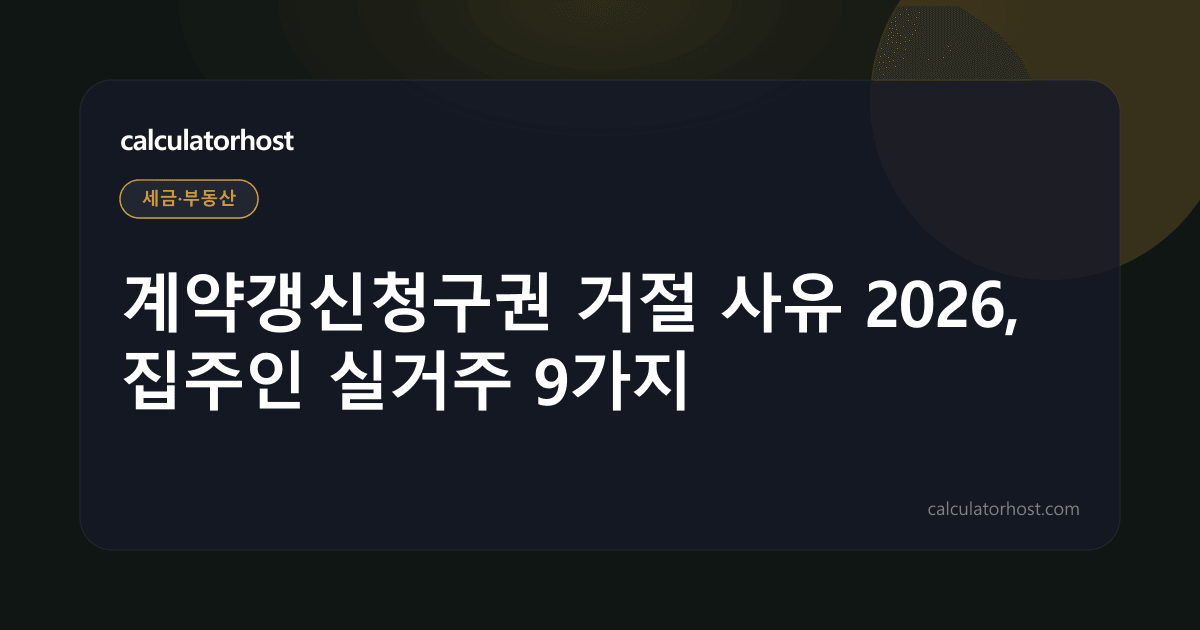 calculatorhost
세금·부동산
계약갱신청구권 거절 사유 2026,
집주인 실거주 9가지
calculatorhost.com